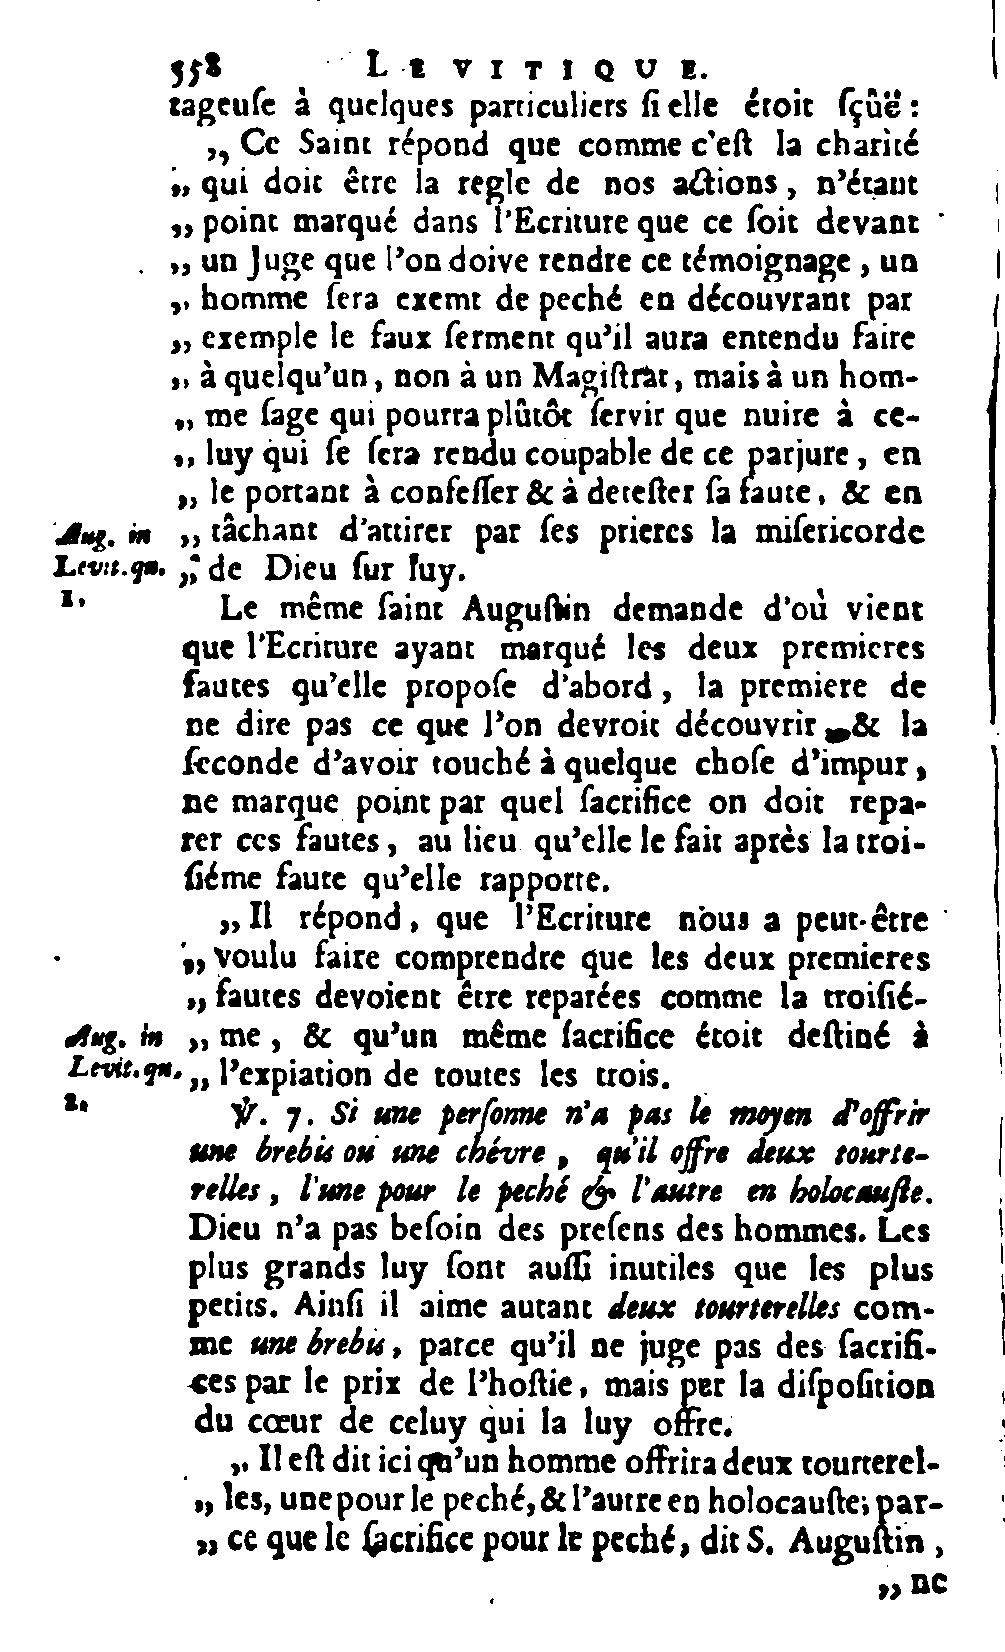 558 LEVITIQUE.
tageuſe à quelques particuliers ſi elle étoit ſçûë :
„ Ce Saint répond que comme c'eſt la charité
„ qui doit être la regle de nos actions, n'étant
„ point marqué dans l'Ecriture que ce ſoit devant
„ un Juge que l'on doive rendre ce témoignage, un
„ homme ſera exemt de peché en découvrant par
„ exemple le faux ſerment qu'il aura entendu faire
„ à quelqu'un, non à un Magiſtrat, mais à un hom-
„ me ſage qui pourra plûtôt ſervir que nuire à ce-
„ luy qui ſe ſera rendu coupable de ce parjure, en
„ le portant à confeſſer & à deteſter ſa faute, & en
Aug. in „ tâchant d'attirer par ſes prieres la miſericorde
Levit. qu. „ de Dieu ſur luy.
1.
Le même ſaint Auguſtin demande d'où vient
que l'Ecriture ayant marqué les deux premieres
fautes qu'elle propoſe d'abord, la premiere de
ne dire pas ce que l'on devroit découvrir, & la
ſeconde d'avoir touché à quelque choſe d'impur,
ne marque point par quel ſacrifice on doit repa-
rer ces fautes, au lieu qu'elle le fait après la troi-
ſiéme faute qu'elle rapporte.
„ Il répond, que l'Ecriture nous a peut-être
„ voulu faire comprendre que les deux premieres
„ fautes devoient être reparées comme la troiſié-
Aug. in „ me, & qu'un même ſacrifice étoit deſtiné à
Levit. qu. „ l'expiation de toutes les trois.
2.
℣. 7. Si une perſonne n'a pas le moyen d'offrir
une brebis ou une chévre, qu'il offre deux tourte-
relles, l'une pour le peché & l'autre en holocauſte.
Dieu n'a pas beſoin des preſens des hommes. Les
plus grands luy ſont auſſi inutiles que les plus
petits. Ainſi il aime autant deux tourterelles com-
me une brebis, parce qu'il ne juge pas des ſacrifi-
ces par le prix de l'hoſtie, mais par la diſpoſition
du cœur de celuy qui la luy offre.
„ Il eſt dit ici qu'un homme offrira deux tourterel-
„ les, une pour le peché, & l'autre en holocauſte; par-
„ ce que le ſacrifice pour le peché, dit S. Auguſtin,
„ ne